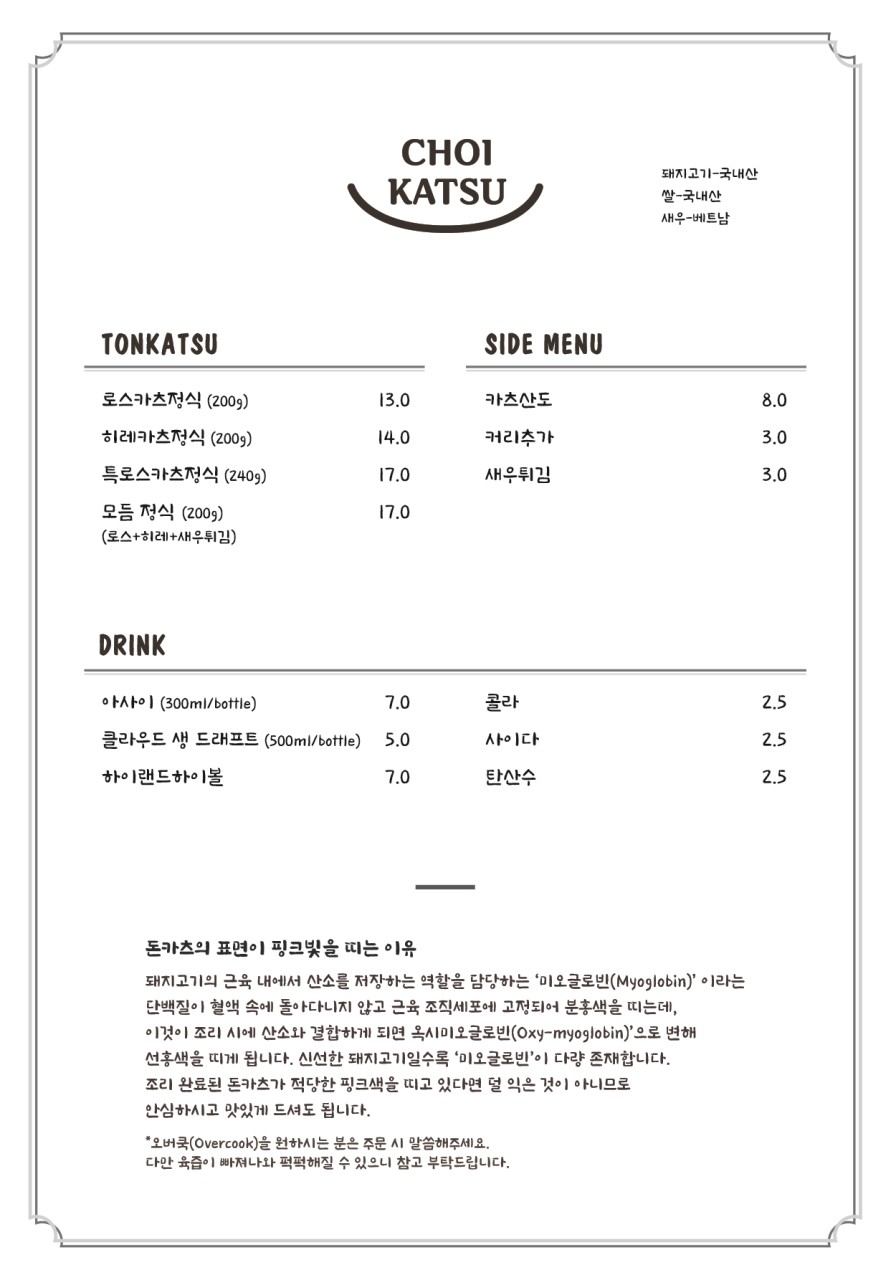 CHOI
KATSU
돼지고기-국내산
쌀-국내산
새우-베트남
TONKATSU
로스카츠정식 (200g) 13.0
히레카츠정식 (200g) 14.0
특로스카츠정식 (240g) 17.0
모듬 정식 (200g) 17.0
(로스+히레+새우튀김)
SIDE MENU
카츠산도 8.0
커리추가 3.0
새우튀김 3.0
DRINK
아사이 (300ml/bottle) 7.0
클라우드 생 드래프트 (500ml/bottle) 5.0
하이랜드하이볼 7.0
콜라 2.5
사이다 2.5
탄산수 2.5
돈카츠의 표면이 핑크빛을 띠는 이유
돼지고기의 근육 내에서 산소를 저장하는 역할을 담당하는 ‘미오글로빈(Myoglobin)’ 이라는
단백질이 혈액 속에 돌아다니지 않고 근육 조직세포에 고정되어 분홍색을 띠는데,
이것이 조리 시에 산소와 결합하게 되면 옥시미오글로빈(Oxy-myoglobin)’으로 변해
선홍색을 띠게 됩니다. 신선한 돼지고기일수록 ‘미오글로빈’이 다량 존재합니다.
조리 완료된 돈카츠가 적당한 핑크색을 띠고 있다면 덜 익은 것이 아니므로
안심하시고 맛있게 드셔도 됩니다.
*오버쿡(Overcook)을 원하시는 분은 주문 시 말씀해주세요.
다만 육즙이 빠져나와 퍽퍽해질 수 있으니 참고 부탁드립니다.